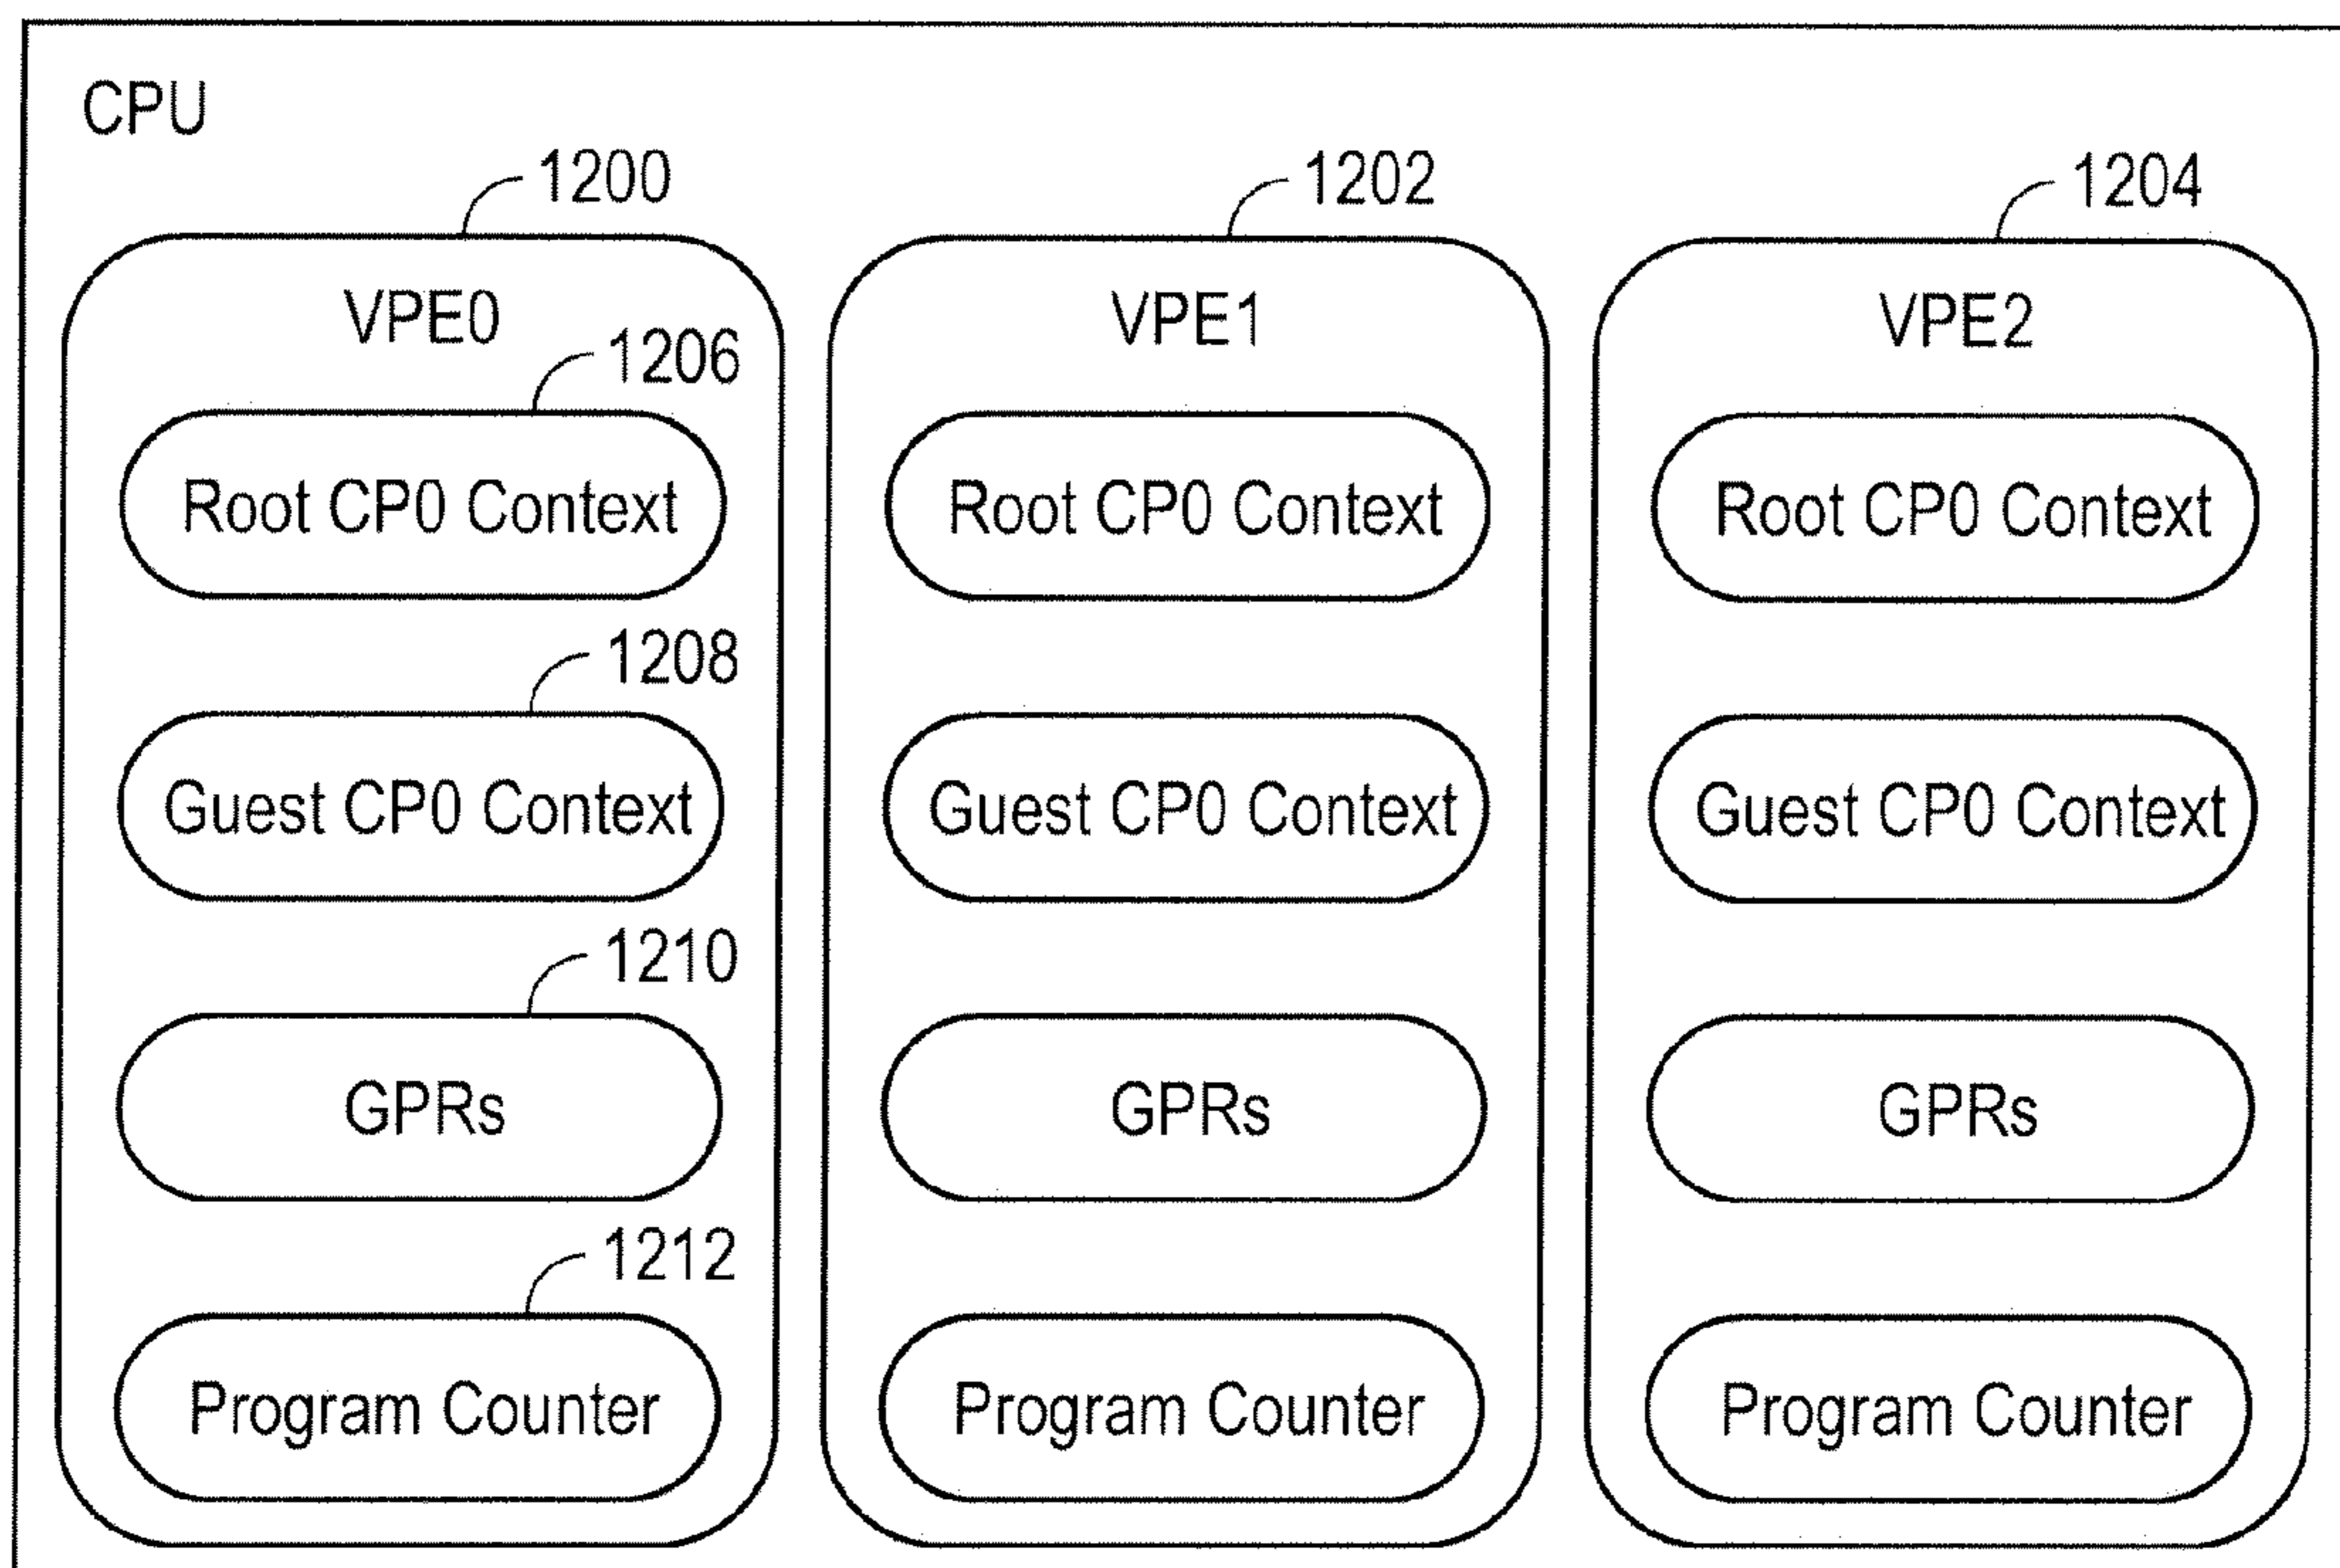 CPU
1200
1202
1204
VPE0
VPE1
VPE2
1206
Root CP0 Context
Root CP0 Context
Root CP0 Context
1208
Guest CP0 Context
Guest CP0 Context
Guest CP0 Context
1210
GPRs
GPRs
GPRs
1212
Program Counter
Program Counter
Program Counter